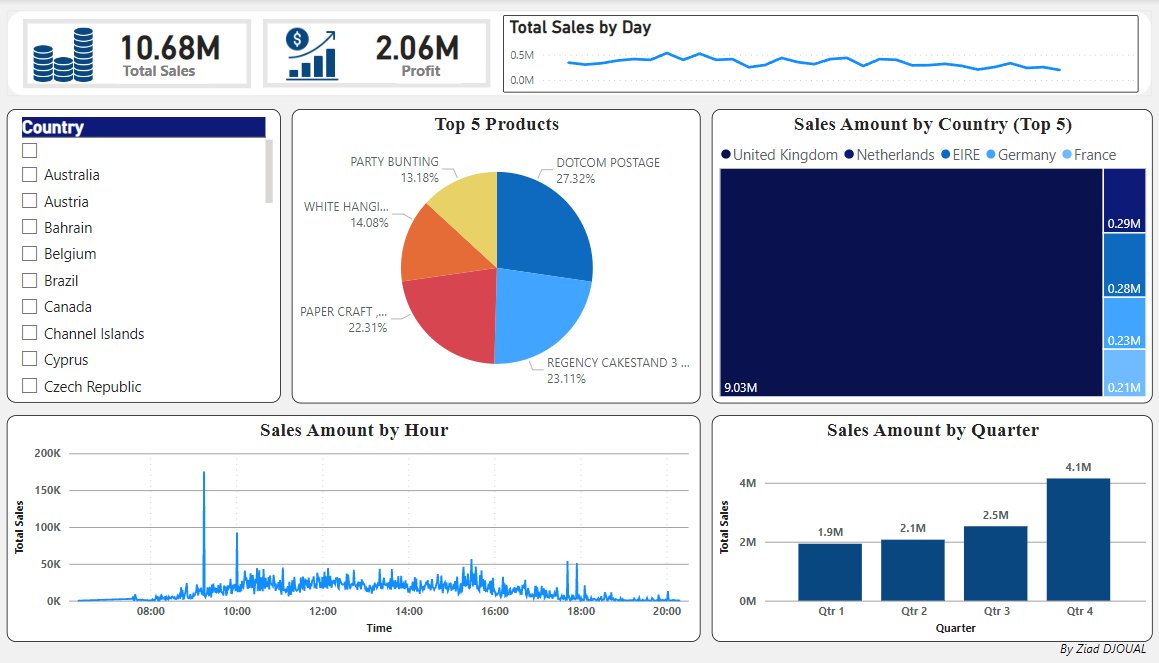 10.68M
Total Sales
2.06M
Profit
Total Sales by Day
0.5M
0.0M
Country
Australia
Austria
Bahrain
Belgium
Brazil
Canada
Channel Islands
Cyprus
Czech Republic
Top 5 Products
PARTY BUNTING
13.18%
DOTCOM POSTAGE
27.32%
WHITE HANGI...
14.08%
PAPER CRAFT ,...
22.31%
REGENCY CAKESTAND 3 ...
23.11%
Sales Amount by Country (Top 5)
United Kingdom Netherlands EIRE Germany France
0.29M
0.28M
0.23M
9.03M
0.21M
Sales Amount by Hour
Total Sales
200K
150K
100K
50K
0K
08:00 10:00 12:00 14:00 16:00 18:00 20:00
Time
Sales Amount by Quarter
Total Sales
4M
2M
0M
1.9M
2.1M
2.5M
4.1M
Qtr 1 Qtr 2 Qtr 3 Qtr 4
Quarter
By Ziad DJOUAL
$